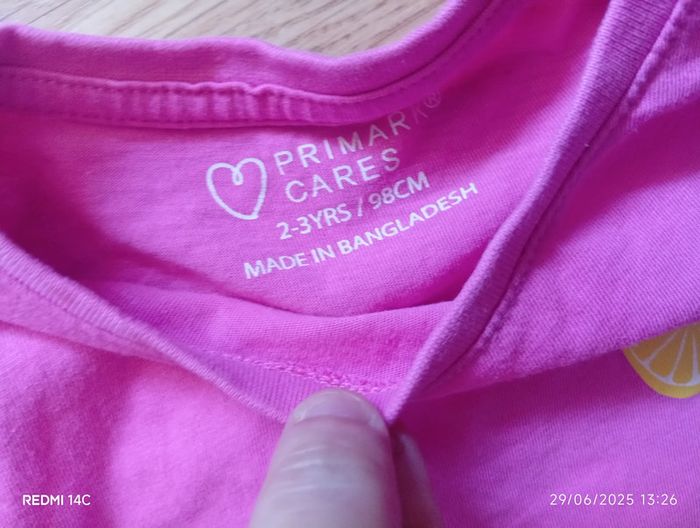 PRIMARK®
CARES
2-3YRS / 98CM
MADE IN BANGLADESH
REDMI 14C
29/06/2025 13:26